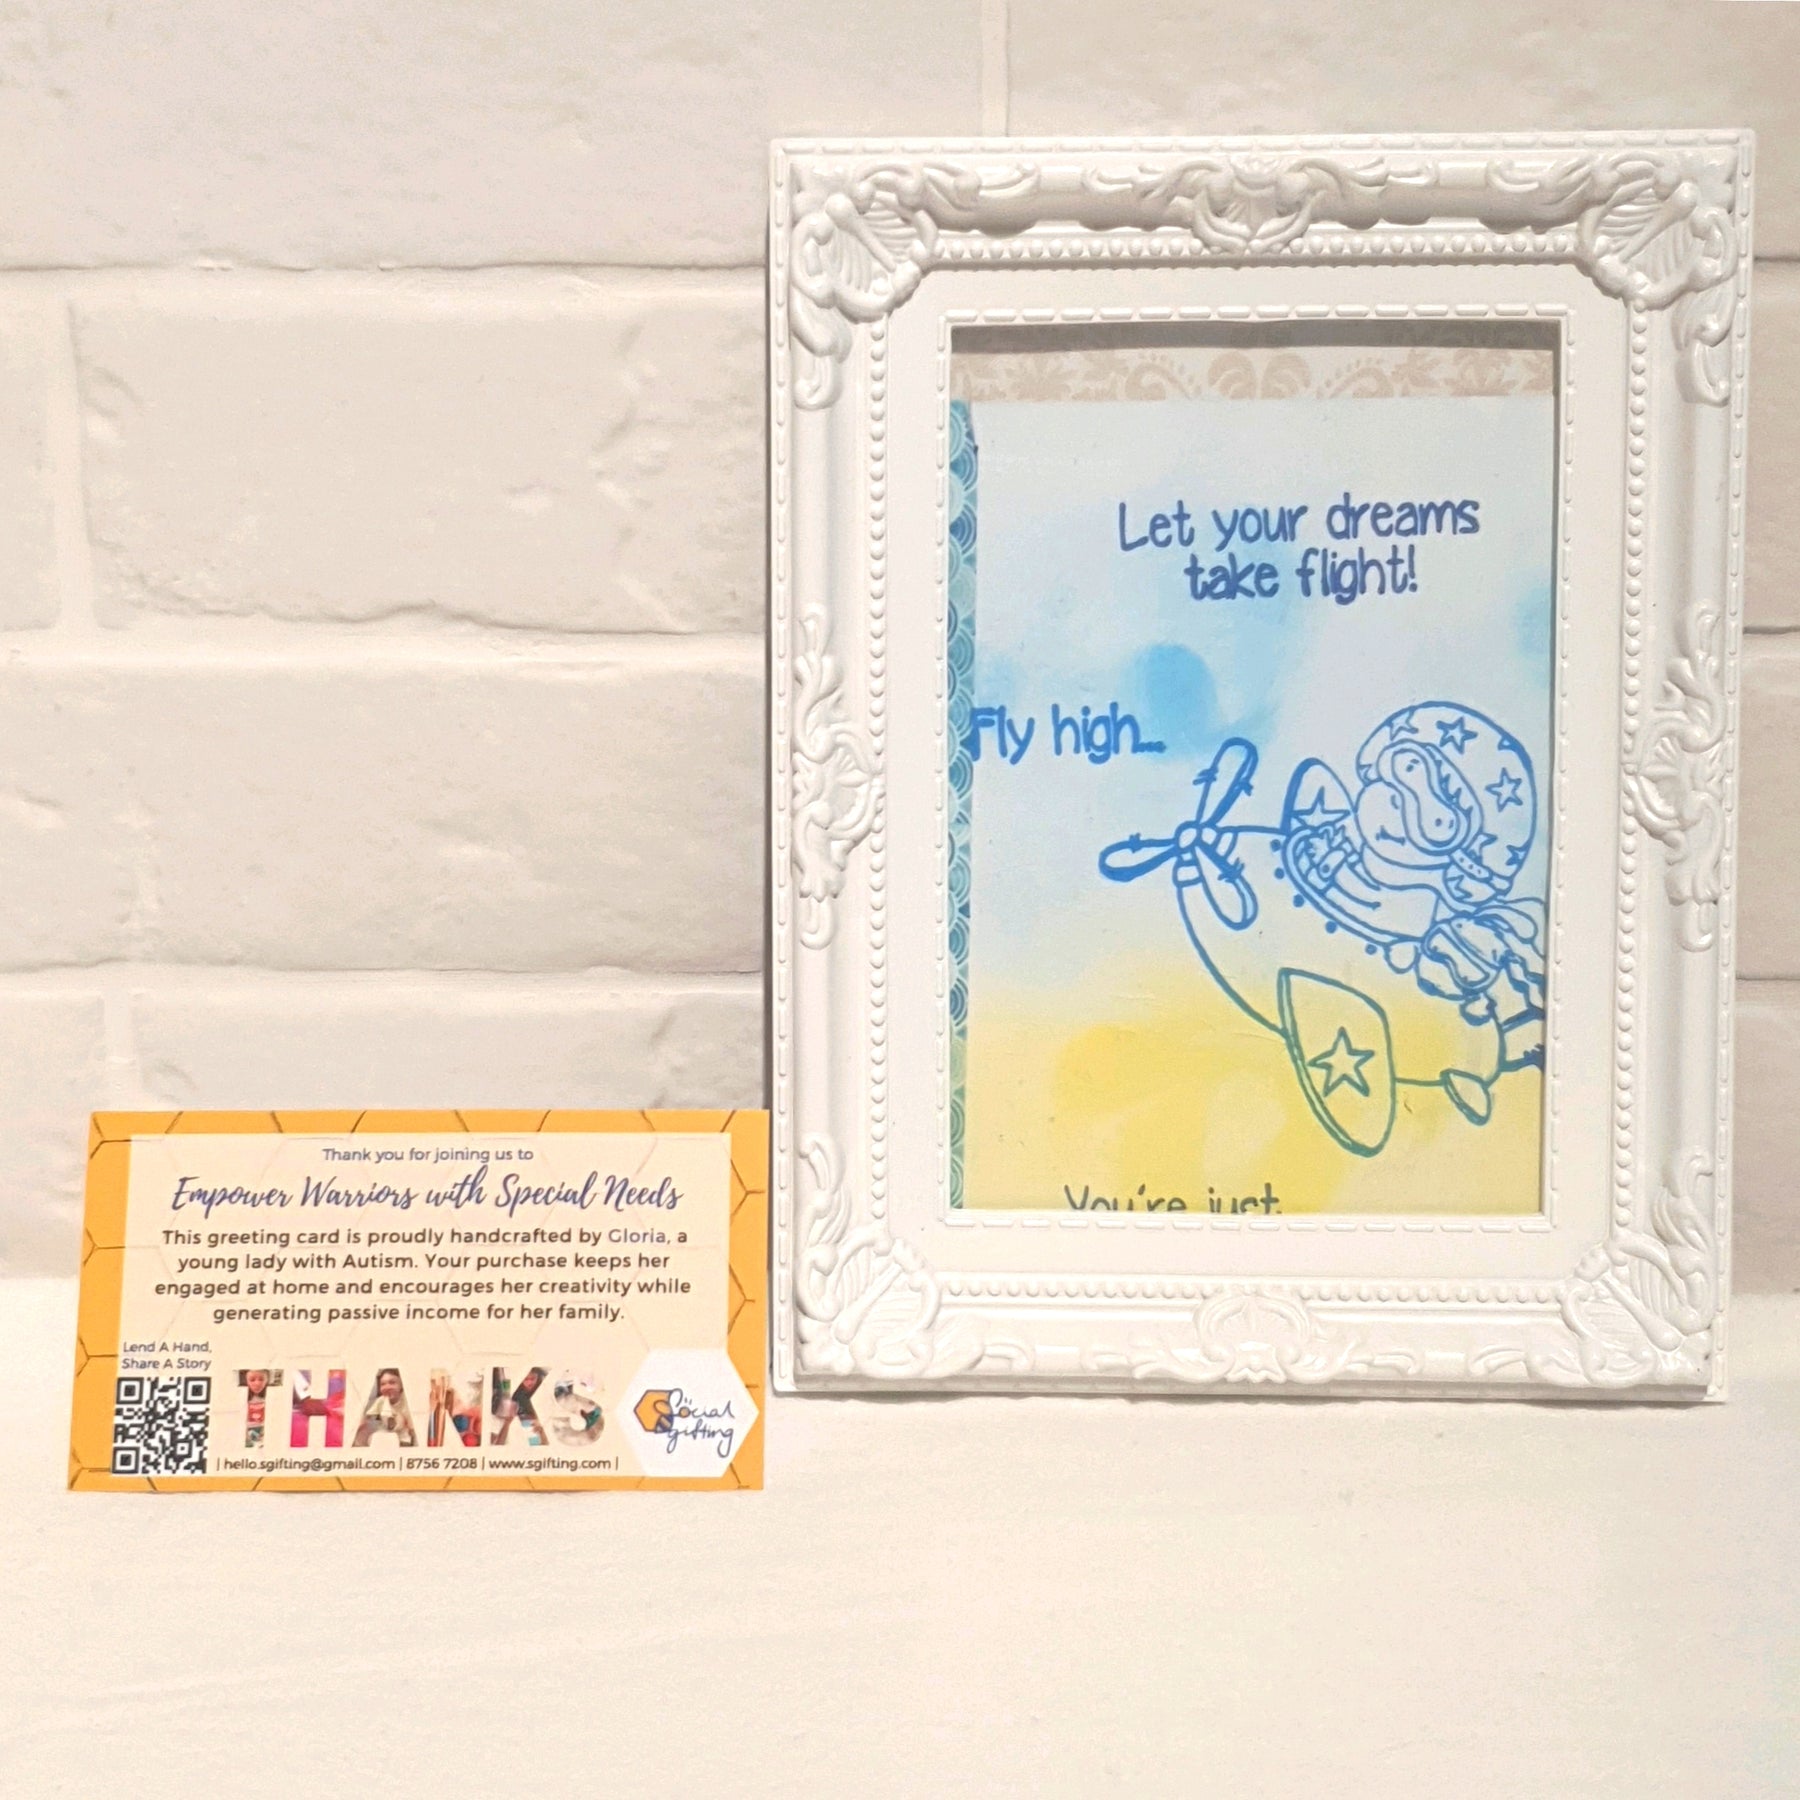 Thank you for joining us to
Empower Warriors with Special Needs
This greeting card is proudly handcrafted by Gloria, a
young lady with Autism. Your purchase keeps her
engaged at home and encourages her creativity while
generating passive income for her family.
Lend A Hand,
Share A Story
THANKS
Social
gifting
| hello.sgifting@gmail.com | 8756 7208 | www.sgifting.com |
Let your dreams
take flight!
Fly high...
You're just